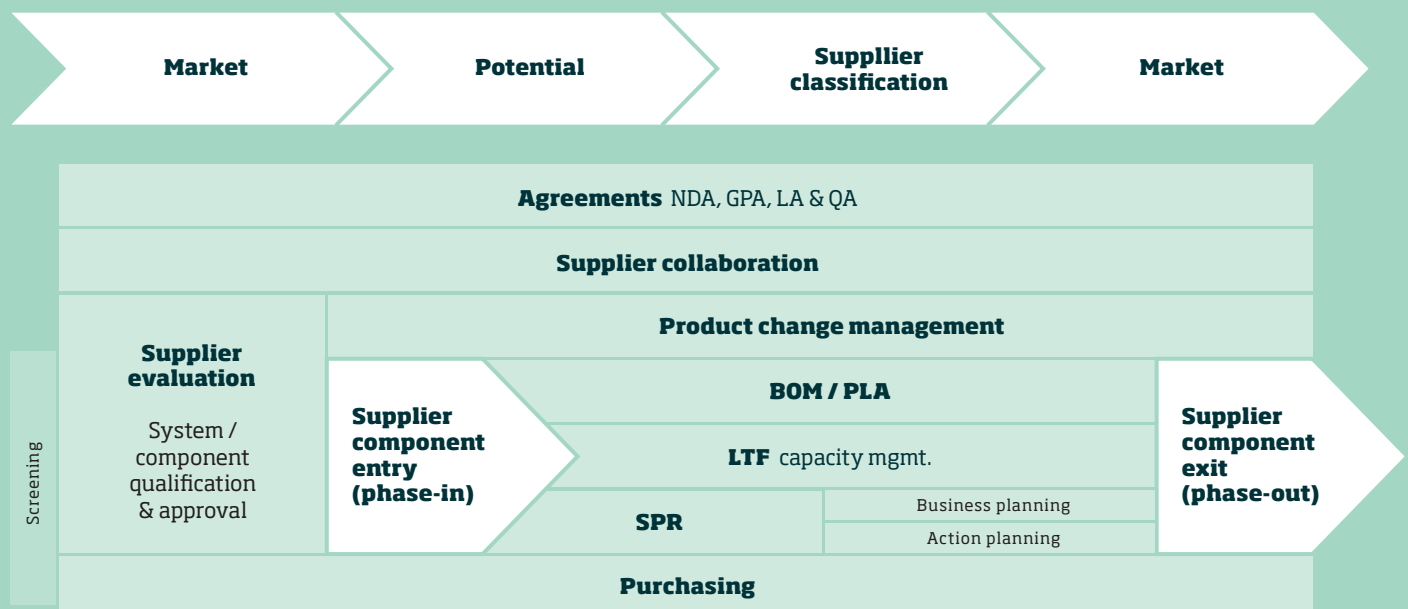 Market
Potential
Suppllier
classification
Market
Agreements NDA, GPA, LA & QA
Supplier collaboration
Product change management
Supplier
evaluation
System /
component
qualification
& approval
Screening
Supplier
component
entry
(phase-in)
BOM / PLA
LTF capacity mgmt.
SPR
Business planning
Action planning
Supplier
component
exit
(phase-out)
Purchasing